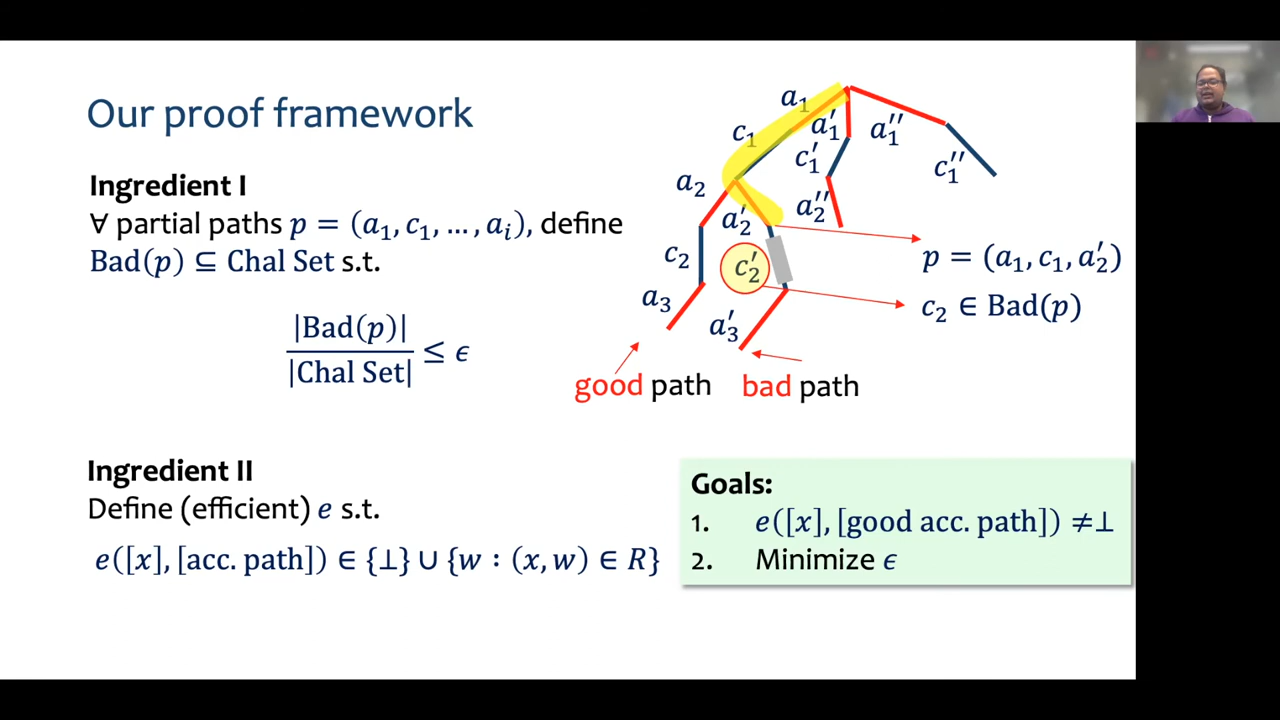 Our proof framework
Ingredient I
∀ partial paths p = (a₁, c₁, …, aᵢ), define
Bad(p) ⊆ Chal Set s.t.
|Bad(p)|
|Chal Set|
≤ ϵ
Ingredient II
Define (efficient) e s.t.
e([x], [acc. path]) ∈ {⊥} ∪ {w : (x, w) ∈ R}
a₁
c₁
a₁′
a₁′′
c₁′
c₁′′
a₂
a₂′
a₂′′
c₂
c₂′
a₃
a₃′
p = (a₁, c₁, a₂′)
c₂ ∈ Bad(p)
good path
bad path
Goals:
1. e([x], [good acc. path]) ≠⊥
2. Minimize ϵ